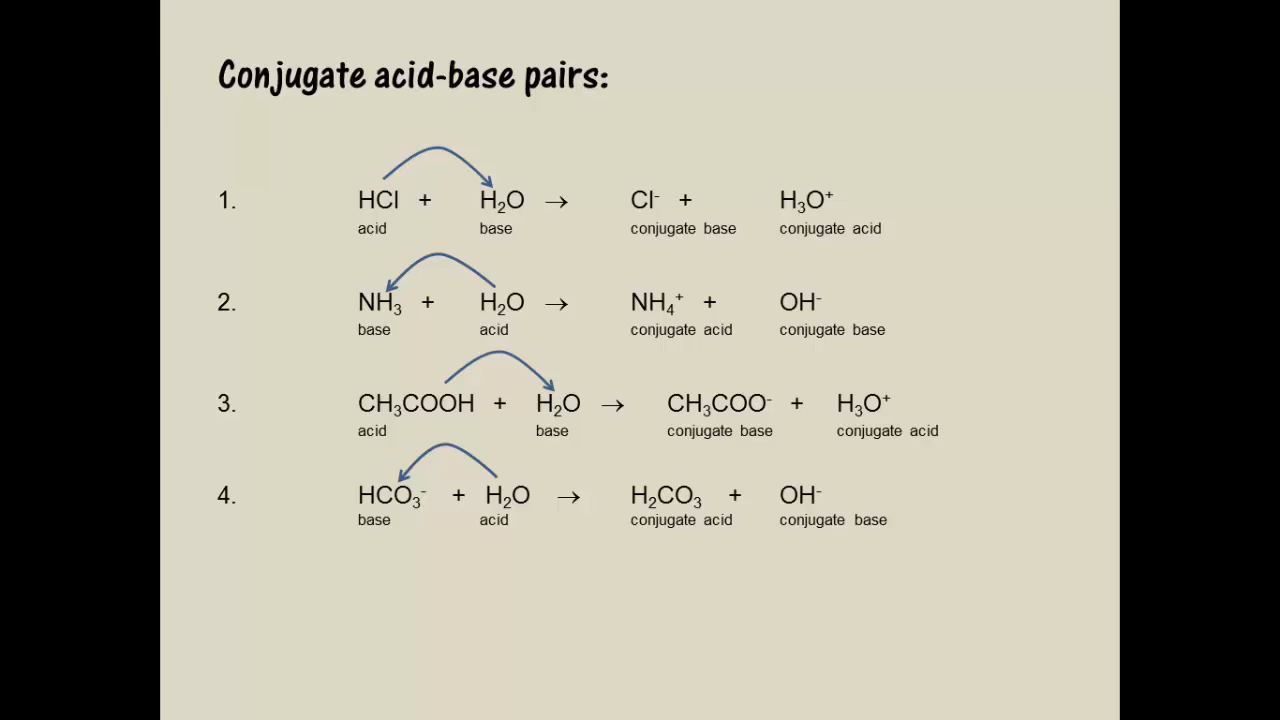 Conjugate acid-base pairs:
1. HCl + H₂O → Cl⁻ + H₃O⁺
acid base conjugate base conjugate acid
2. NH₃ + H₂O → NH₄⁺ + OH⁻
base acid conjugate acid conjugate base
3. CH₃COOH + H₂O → CH₃COO⁻ + H₃O⁺
acid base conjugate base conjugate acid
4. HCO₃⁻ + H₂O → H₂CO₃ + OH⁻
base acid conjugate acid conjugate base